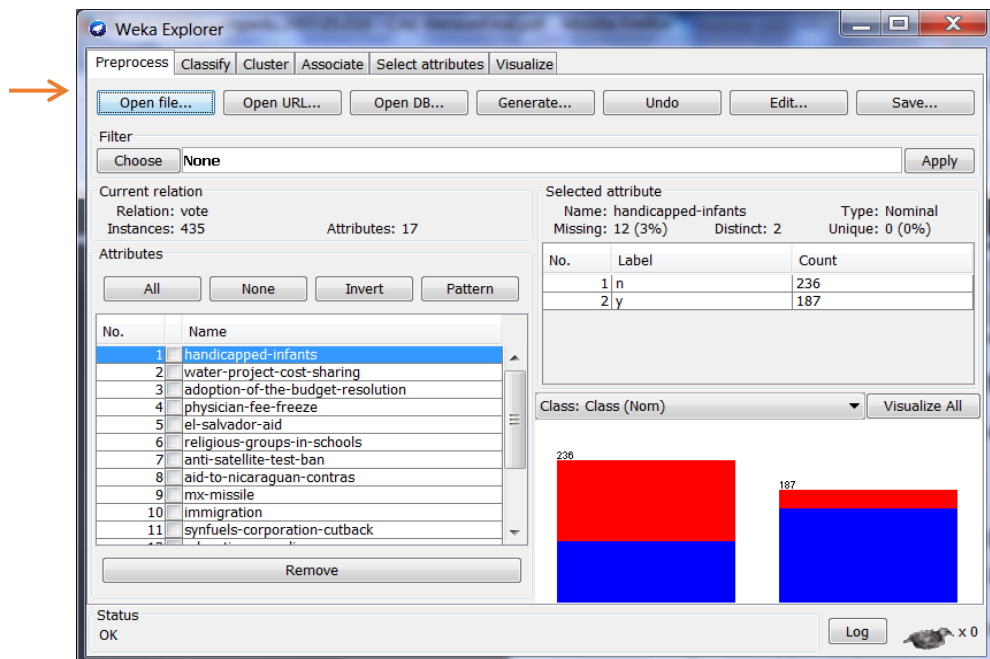 Weka Explorer
Preprocess Classify Cluster Associate Select attributes Visualize
Open file... Open URL... Open DB... Generate... Undo Edit... Save...
Filter
Choose None Apply
Current relation
Relation: vote
Instances: 435 Attributes: 17
Attributes
All None Invert Pattern
No. Name
1 handicapped-infants
2 water-project-cost-sharing
3 adoption-of-the-budget-resolution
4 physician-fee-freeze
5 el-salvador-aid
6 religious-groups-in-schools
7 anti-satellite-test-ban
8 aid-to-nicaraguan-contras
9 mx-missile
10 immigration
11 synfuels-corporation-cutback
Remove
Selected attribute
Name: handicapped-infants Type: Nominal
Missing: 12 (3%) Distinct: 2 Unique: 0 (0%)
No. Label Count
1 n 236
2 y 187
Class: Class (Nom) Visualize All
236
187
Status
OK
Log x 0